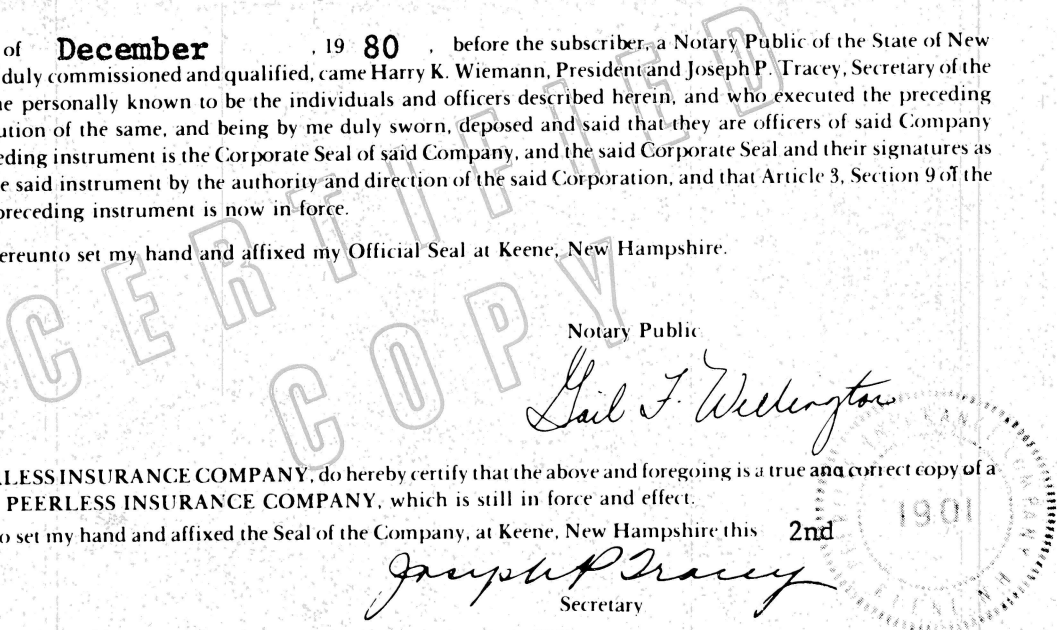 of December , 19 80 , before the subscriber, a Notary Public of the State of New
duly commissioned and qualified, came Harry K. Wiemann, President and Joseph P. Tracey, Secretary of the
ne personally known to be the individuals and officers described herein, and who executed the preceding
ution of the same, and being by me duly sworn, deposed and said that they are officers of said Company
eding instrument is the Corporate Seal of said Company, and the said Corporate Seal and their signatures as
e said instrument by the authority and direction of the said Corporation, and that Article 3, Section 9 of the
preceding instrument is now in force.
ereunto set my hand and affixed my Official Seal at Keene, New Hampshire.
CERTIFIED
COPY
Notary Public
Gail F. Wellington
RLESS INSURANCE COMPANY, do hereby certify that the above and foregoing is a true and correct copy of a
PEERLESS INSURANCE COMPANY, which is still in force and effect.
o set my hand and affixed the Seal of the Company, at Keene, New Hampshire this 2nd
1901
Joseph P Tracey
Secretary